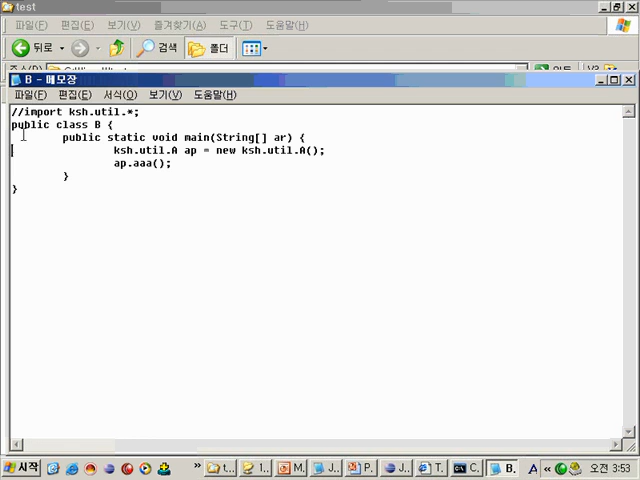 test
파일(F) 편집(E) 보기(V) 즐겨찾기(A) 도구(T) 도움말(H)
뒤로 검색 폴더
B - 메모장
파일(F) 편집(E) 서식(O) 보기(V) 도움말(H)
//import ksh.util.*;
public class B {
public static void main(String[] ar) {
ksh.util.A ap = new ksh.util.A();
ap.aaa();
}
}
시작 t... 1... M... J... P... J... T. C. B. A 오전 3:53